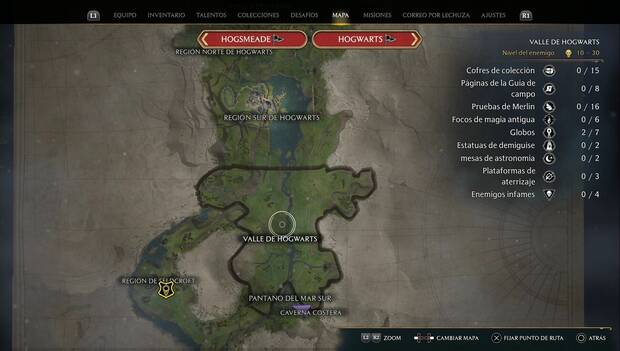 L1 EQUIPO INVENTARIO TALENTOS COLECCIONES DESAFÍOS MAPA MISIONES CORREO POR LECHUZA AJUSTES R1
HOGSMEADE HOGWARTS
REGIÓN NORTE DE HOGWARTS
VALLE DE HOGWARTS
Nivel del enemigo 10 - 30
Cofres de colección 0 / 15
Páginas de la Guía de
campo 0 / 8
Pruebas de Merlín 0 / 16
Focos de magia antigua 0 / 6
Globos 2 / 7
Estatuas de demiguise 0 / 2
mesas de astronomía 0 / 2
Plataformas de
aterrizaje 0 / 3
Enemigos infames 0 / 4
REGIÓN SUR DE HOGWARTS
VALLE DE HOGWARTS
REGIÓN DE FELDCROFT
PANTANO DEL MAR SUR
CAVERNA COSTERA
L2 R2 ZOOM CAMBIAR MAPA FIJAR PUNTO DE RUTA ATRÁS